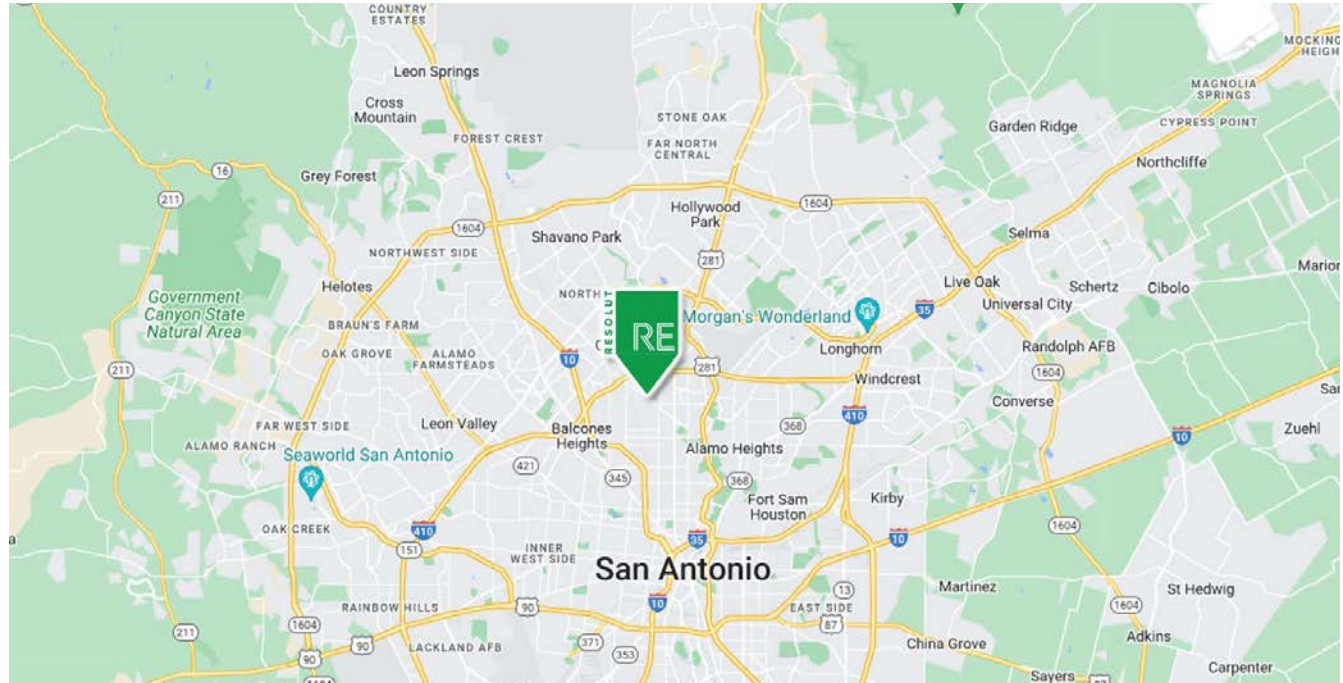 COUNTRY
ESTATES
Leon Springs
Cross
Mountain
FOREST CREST
STONE OAK
FAR NORTH
CENTRAL
MAGNOLIA
SPRINGS
CYPRESS POINT
Garden Ridge
Northcliffe
16
211
Grey Forest
1604
Hollywood
Park
1604
Shavano Park
1604
Selma
NORTHWEST SIDE
281
Helotes
Live Oak
Schertz
Cibolo
Government
Canyon State
Natural Area
RESOLUT
RE
Morgan's Wonderland
35
Universal City
BRAUN'S FARM
OAK GROVE
ALAMO
FARMSTEADS
10
Longhorn
Randolph AFB
211
281
Windcrest
1604
Converse
FAR WEST SIDE
Leon Valley
Balcones
Heights
410
368
10
Zuehl
ALAMO RANCH
Seaworld San Antonio
421
345
Alamo Heights
368
Fort Sam
Houston
Kirby
OAK CREEK
410
151
INNER
WEST SIDE
35
10
1604
San Antonio
Martinez
St Hedwig
13
RAINBOW HILLS
90
10
EAST SIDE
87
1604
211
1604
90
90
LACKLAND AFB
371
353
China Grove
Adkins
Sayers
87
Carpenter
1604